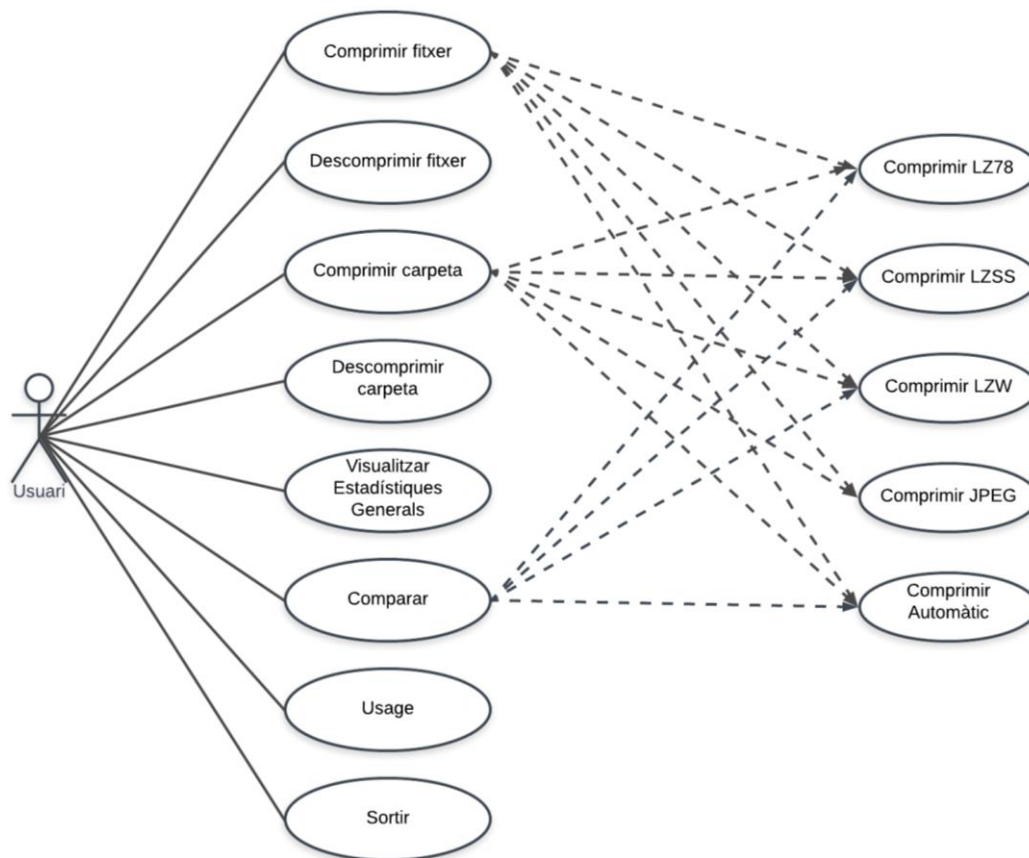 Comprimir fitxer
Descomprimir fitxer
Comprimir carpeta
Descomprimir
carpeta
Visualitzar
Estadístiques
Generals
Comparar
Usage
Sortir
Usuari
Comprimir LZ78
Comprimir LZSS
Comprimir LZW
Comprimir JPEG
Comprimir
Automàtic